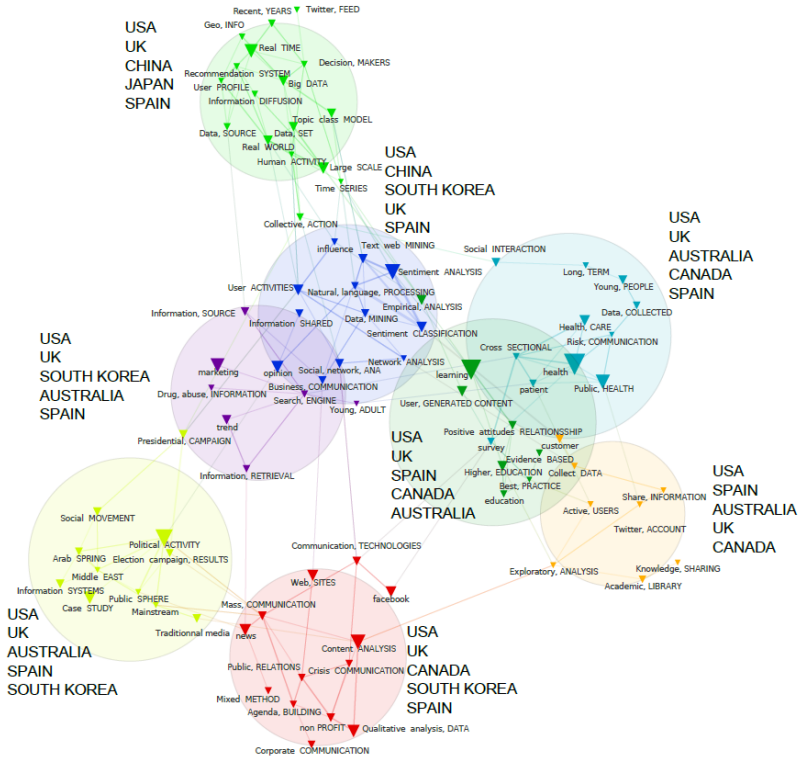 Recent, YEARS
Twitter, FEED
Geo, INFO
Real TIME
Decision, MAKERS
Recommendation SYSTEM
User PROFILE
Big DATA
Information DIFFUSION
Topic class MODEL
Data, SOURCE
Data, SET
Real WORLD
Human ACTIVITY
Large SCALE
Time SERIES
Collective, ACTION
USA
UK
CHINA
JAPAN
SPAIN
USA
CHINA
SOUTH KOREA
UK
SPAIN
influence
Text web MINING
Sentiment ANALYSIS
User ACTIVITIES
Natural, language, PROCESSING
Empirical, ANALYSIS
Information SHARED
Data, MINING
Sentiment CLASSIFICATION
Network ANALYSIS
opinion
Social, network, ANA
Business, COMMUNICATION
USA
UK
AUSTRALIA
CANADA
SPAIN
Social INTERACTION
Long, TERM
Young, PEOPLE
Data, COLLECTED
Health, CARE
Risk, COMMUNICATION
Cross SECTIONAL
health
patient
Public, HEALTH
USA
UK
SOUTH KOREA
AUSTRALIA
SPAIN
Information, SOURCE
marketing
Drug, abuse, INFORMATION
Search, ENGINE
Young, ADULT
trend
Information, RETRIEVAL
learning
User, GENERATED CONTENT
Positive attitudes RELATIONSSHIP
survey
customer
Evidence BASED
Higher, EDUCATION
Collect DATA
Best, PRACTICE
education
USA
UK
SPAIN
CANADA
AUSTRALIA
Share, INFORMATION
Active, USERS
Twitter, ACCOUNT
Exploratory, ANALYSIS
Knowledge, SHARING
Academic, LIBRARY
USA
SPAIN
AUSTRALIA
UK
CANADA
Presidential, CAMPAIGN
Social MOVEMENT
Political ACTIVITY
Arab SPRING
Election campaign, RESULTS
Middle EAST
Information SYSTEMS
Public SPHERE
Case STUDY
Mainstream
Traditionnal media
USA
UK
AUSTRALIA
SPAIN
SOUTH KOREA
Communication, TECHNOLOGIES
Web, SITES
facebook
Mass, COMMUNICATION
news
Content ANALYSIS
Public, RELATIONS
Crisis COMMUNICATION
Mixed METHOD
Agenda, BUILDING
non PROFIT
Qualitative analysis, DATA
Corporate COMMUNICATION
USA
UK
CANADA
SOUTH KOREA
SPAIN